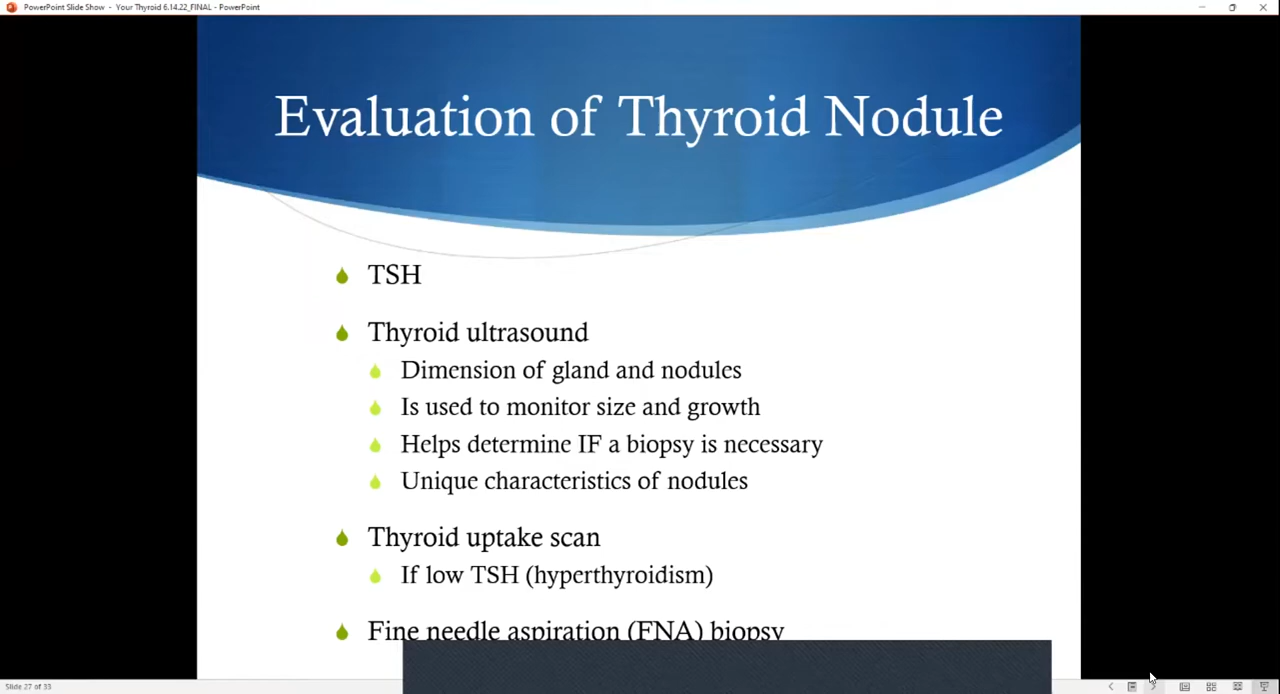 PowerPoint Slide Show - Your Thyroid 6.14.22_FINAL - PowerPoint
Evaluation of Thyroid Nodule
TSH
Thyroid ultrasound
Dimension of gland and nodules
Is used to monitor size and growth
Helps determine IF a biopsy is necessary
Unique characteristics of nodules
Thyroid uptake scan
If low TSH (hyperthyroidism)
Fine needle aspiration (FNA) biopsy
Slide 27 of 33